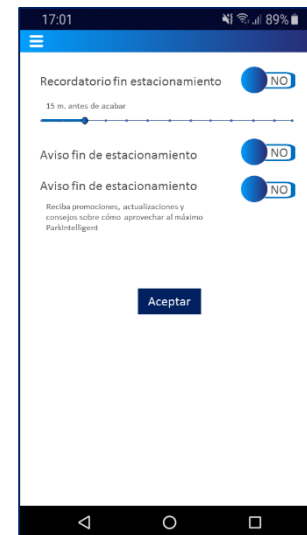 17:01 89%
Recordatorio fin estacionamiento NO
15 m. antes de acabar
Aviso fin de estacionamiento NO
Aviso fin de estacionamiento NO
Reciba promociones, actualizaciones y
consejos sobre cómo aprovechar al máximo
ParkIntelligent
Aceptar